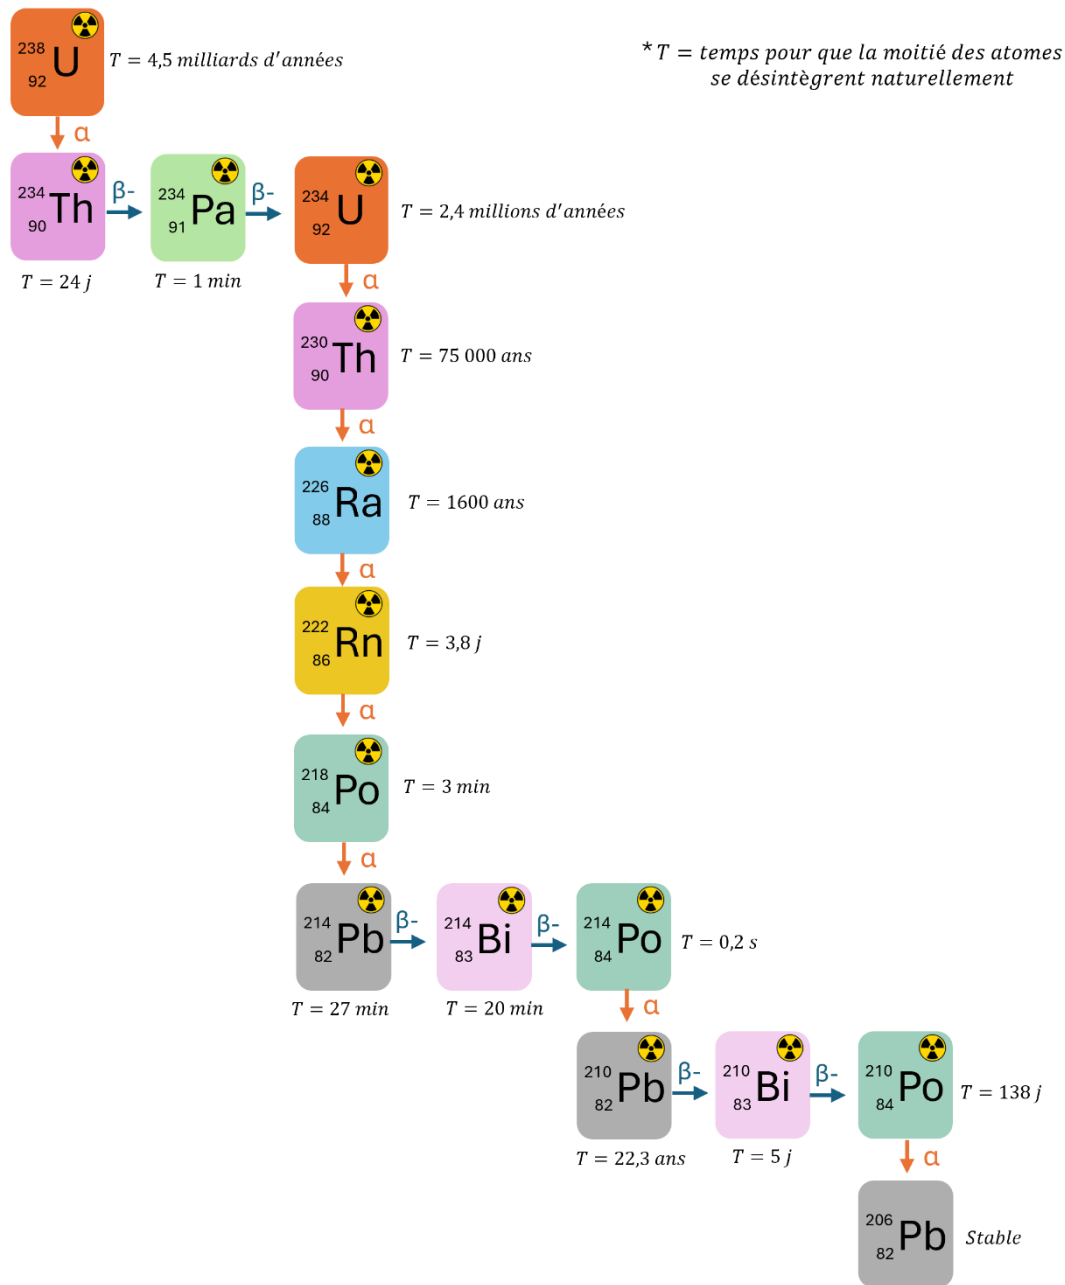 238
92
U
T = 4,5 milliards d'années
* T = temps pour que la moitié des atomes
se désintègrent naturellement
α
234
90
Th
β-
234
91
Pa
β-
234
92
U
T = 2,4 millions d'années
T = 24 j
T = 1 min
α
230
90
Th
T = 75 000 ans
α
226
88
Ra
T = 1600 ans
α
222
86
Rn
T = 3,8 j
α
218
84
Po
T = 3 min
α
214
82
Pb
β-
214
83
Bi
β-
214
84
Po
T = 0,2 s
T = 27 min
T = 20 min
α
210
82
Pb
β-
210
83
Bi
β-
210
84
Po
T = 138 j
T = 22,3 ans
T = 5 j
α
206
82
Pb
Stable